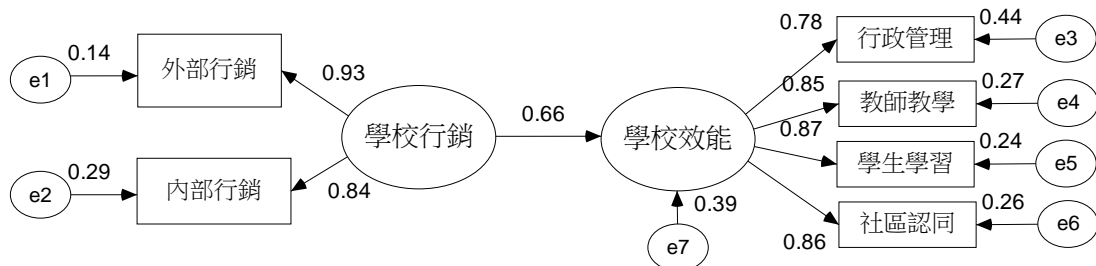 0.14
e1
外部行銷
0.93
e2
0.29
內部行銷
0.84
學校行銷
0.66
學校效能
0.39
e7
0.78
行政管理
0.44
e3
0.85
教師教學
0.27
e4
0.87
學生學習
0.24
e5
0.86
社區認同
0.26
e6